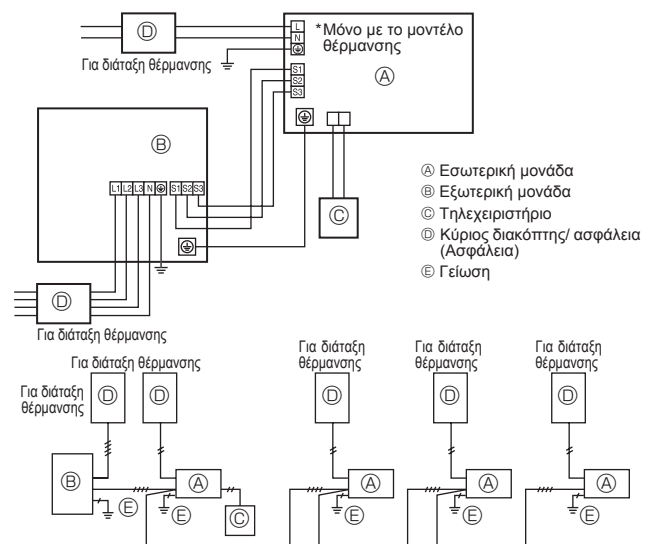 Ⓓ
L
N
*Μόνο με το μοντέλο
θέρμανσης
Για διάταξη θέρμανσης
S1
S2
S3
Ⓐ
Ⓑ
L1 L2 L3 N S1 S2 S3
Ⓒ
Ⓐ Εσωτερική μονάδα
Ⓑ Εξωτερική μονάδα
Ⓒ Τηλεχειριστήριο
Ⓓ Κύριος διακόπτης/ ασφάλεια
(Ασφάλεια)
Ⓔ Γείωση
Ⓓ
Για διάταξη θέρμανσης
Για διάταξη θέρμανσης
Για διάταξη
θέρμανσης
Ⓓ
Ⓓ
Για διάταξη
θέρμανσης
Ⓓ
Για διάταξη
θέρμανσης
Ⓓ
Για διάταξη
θέρμανσης
Ⓓ
Ⓑ
Ⓔ
Ⓐ
Ⓔ
Ⓒ
Ⓐ
Ⓔ
Ⓐ
Ⓔ
Ⓐ
Ⓔ